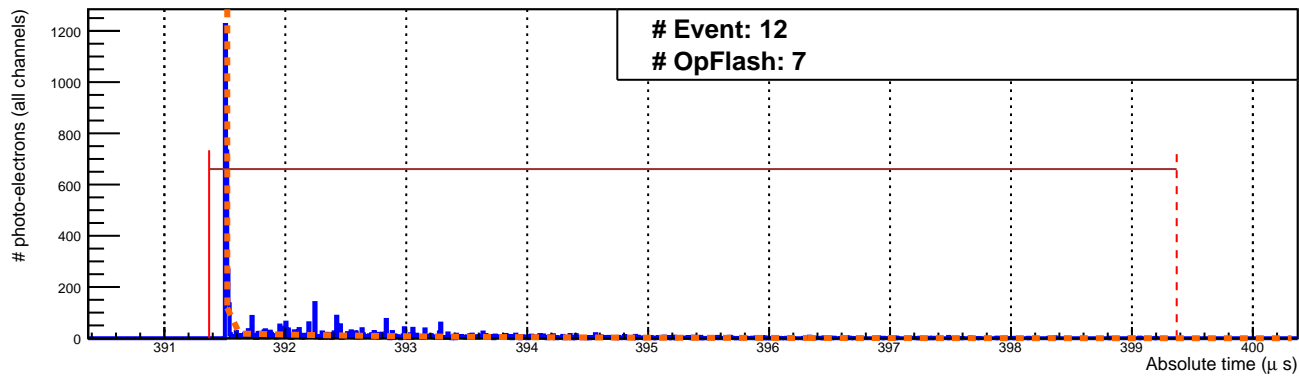 # Event: 12
# OpFlash: 7
# photo-electrons (all channels)
1200
1000
800
600
400
200
0
391 392 393 394 395 396 397 398 399 400
Absolute time (μ s)